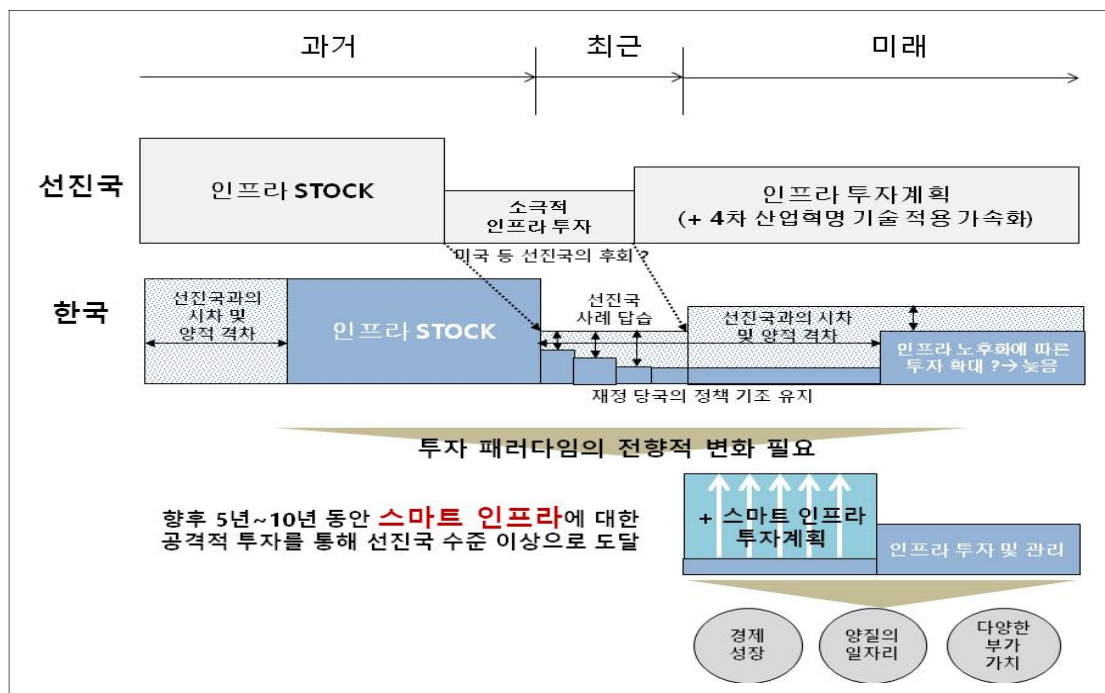 과거
최근
미래
선진국
인프라 STOCK
소극적
인프라 투자
인프라 투자계획
(+ 4차 산업혁명 기술 적용 가속화)
미국 등 선진국의 후회 ?
한국
선진국과의
시차 및
양적 격차
인프라 STOCK
선진국
사례 답습
선진국과의 시차
및 양적 격차
인프라 노후화에 따른
투자 확대 ?→ 늦음
재정 당국의 정책 기조 유지
투자 패러다임의 전향적 변화 필요
향후 5년~10년 동안 스마트 인프라에 대한
공격적 투자를 통해 선진국 수준 이상으로 도달
+ 스마트 인프라
투자계획
인프라 투자 및 관리
경제
성장
양질의
일자리
다양한
부가
가치